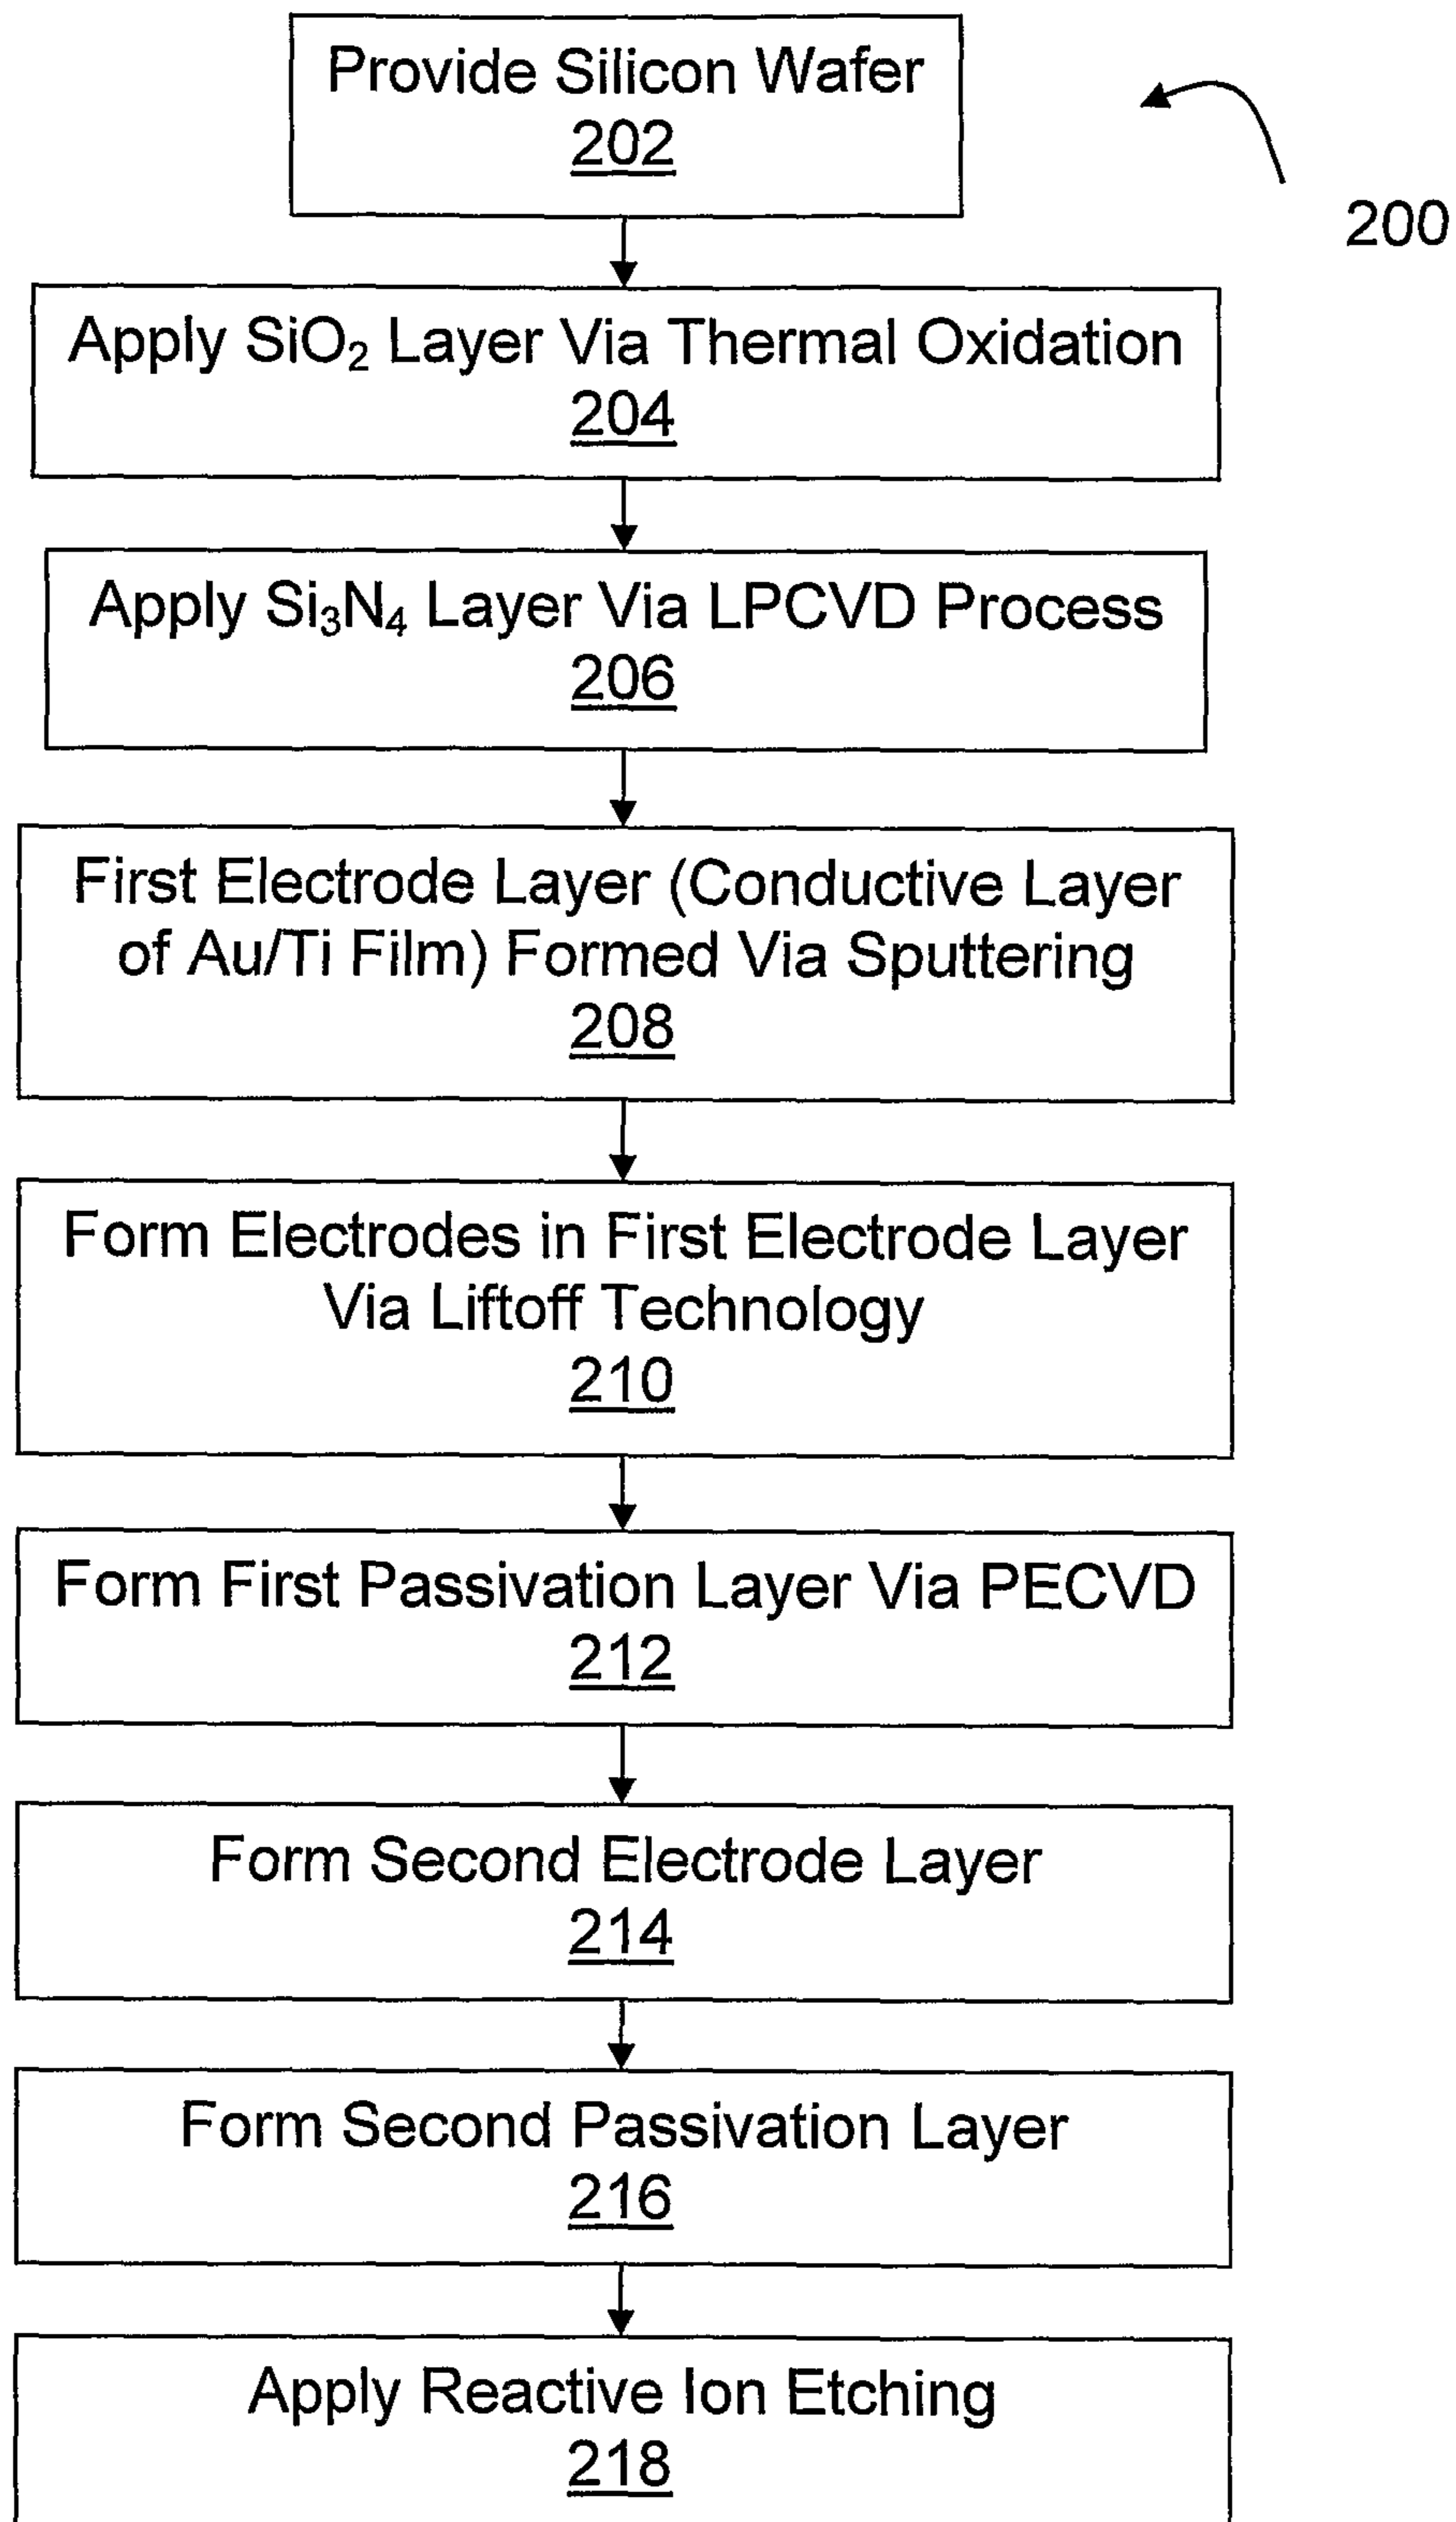 Provide Silicon Wafer
202
200
Apply SiO₂ Layer Via Thermal Oxidation
204
Apply Si₃N₄ Layer Via LPCVD Process
206
First Electrode Layer (Conductive Layer
of Au/Ti Film) Formed Via Sputtering
208
Form Electrodes in First Electrode Layer
Via Liftoff Technology
210
Form First Passivation Layer Via PECVD
212
Form Second Electrode Layer
214
Form Second Passivation Layer
216
Apply Reactive Ion Etching
218